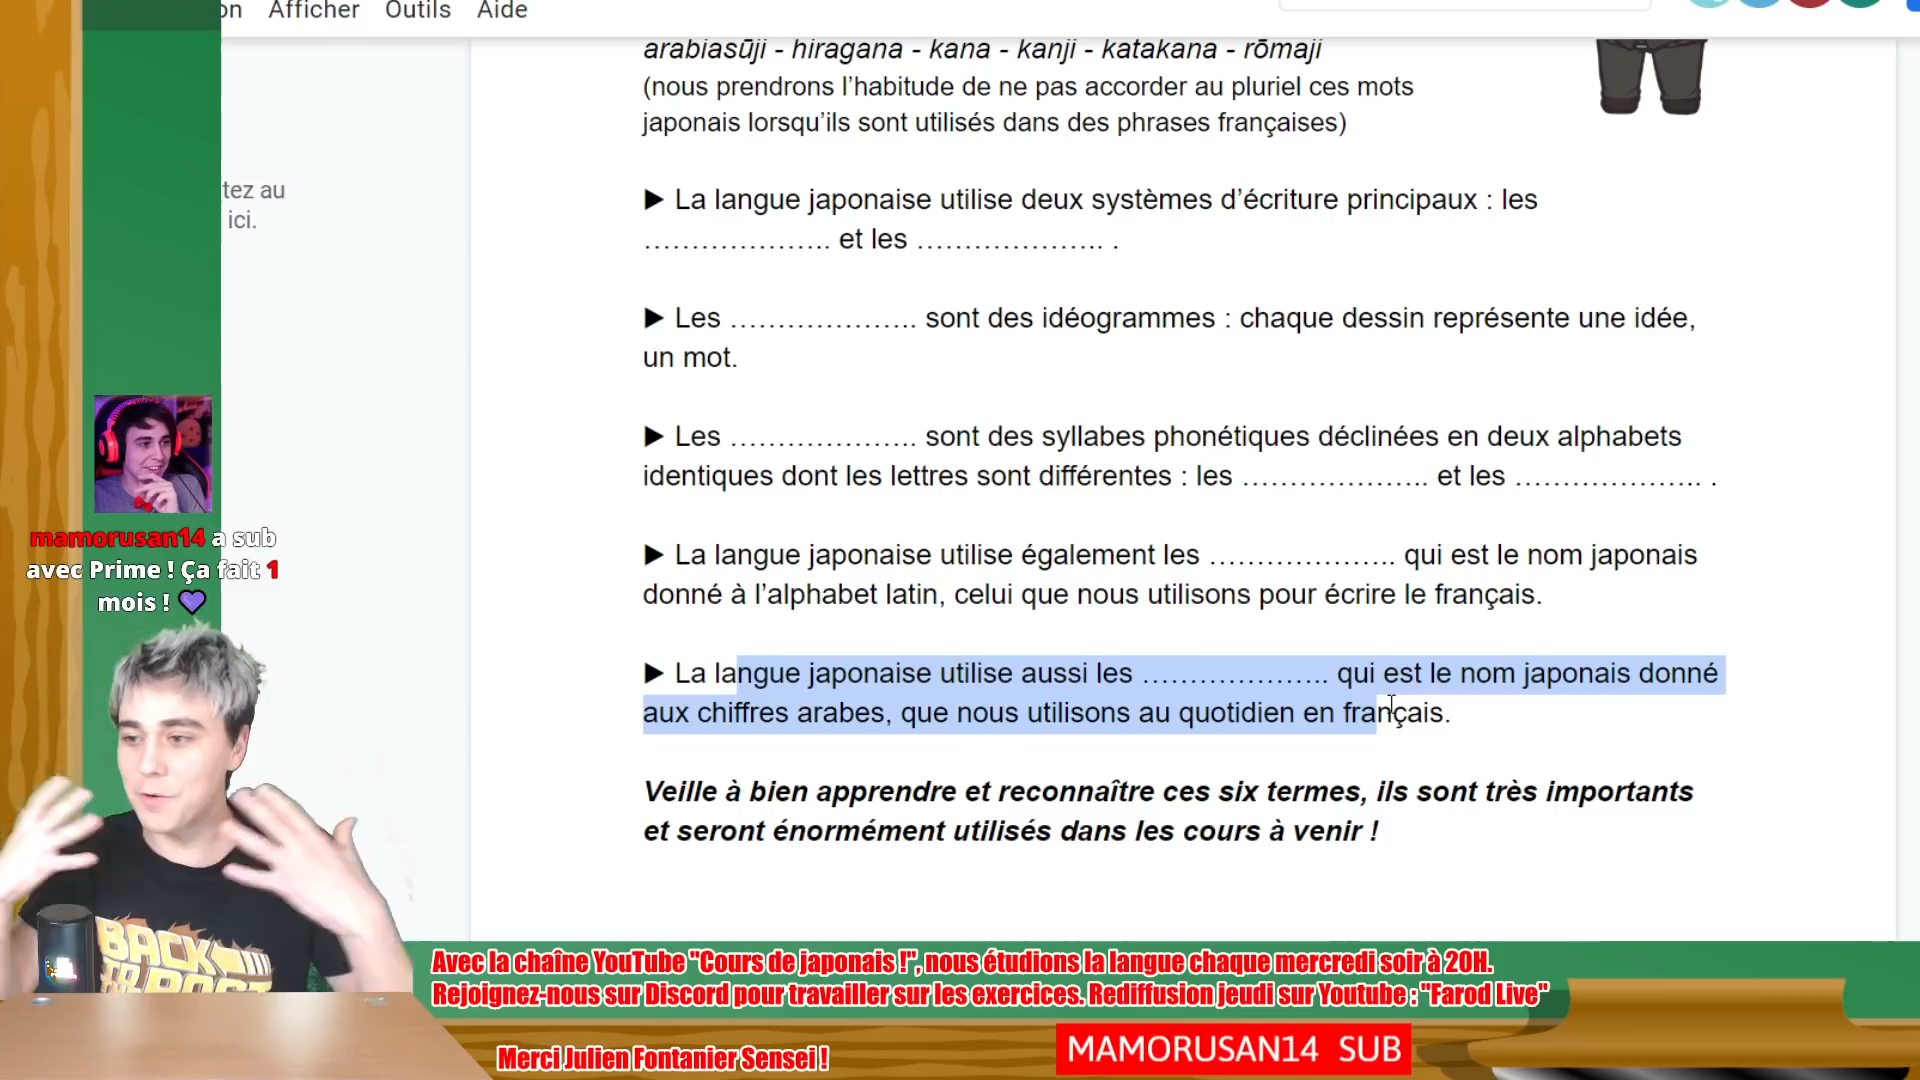 on Afficher Outils Aide
arabiasūji - hiragana - kana - kanji - katakana - rōmaji
(nous prendrons l’habitude de ne pas accorder au pluriel ces mots
japonais lorsqu’ils sont utilisés dans des phrases françaises)
tez au
ici.
▶ La langue japonaise utilise deux systèmes d’écriture principaux : les
……………….. et les ……………….. .
▶ Les ……………….. sont des idéogrammes : chaque dessin représente une idée,
un mot.
▶ Les ……………….. sont des syllabes phonétiques déclinées en deux alphabets
identiques dont les lettres sont différentes : les ……………….. et les ……………….. .
▶ La langue japonaise utilise également les ……………….. qui est le nom japonais
donné à l’alphabet latin, celui que nous utilisons pour écrire le français.
▶ La langue japonaise utilise aussi les ……………….. qui est le nom japonais donné
aux chiffres arabes, que nous utilisons au quotidien en français.
Veille à bien apprendre et reconnaître ces six termes, ils sont très importants
et seront énormément utilisés dans les cours à venir !
mamorusan14 a sub
avec Prime ! Ça fait 1
mois ! 💜
BACK
Avec la chaîne YouTube "Cours de japonais !", nous étudions la langue chaque mercredi soir à 20H.
Rejoignez-nous sur Discord pour travailler sur les exercices. Rediffusion jeudi sur Youtube : "Farod Live"
Merci Julien Fontanier Sensei !
MAMORUSAN14 SUB